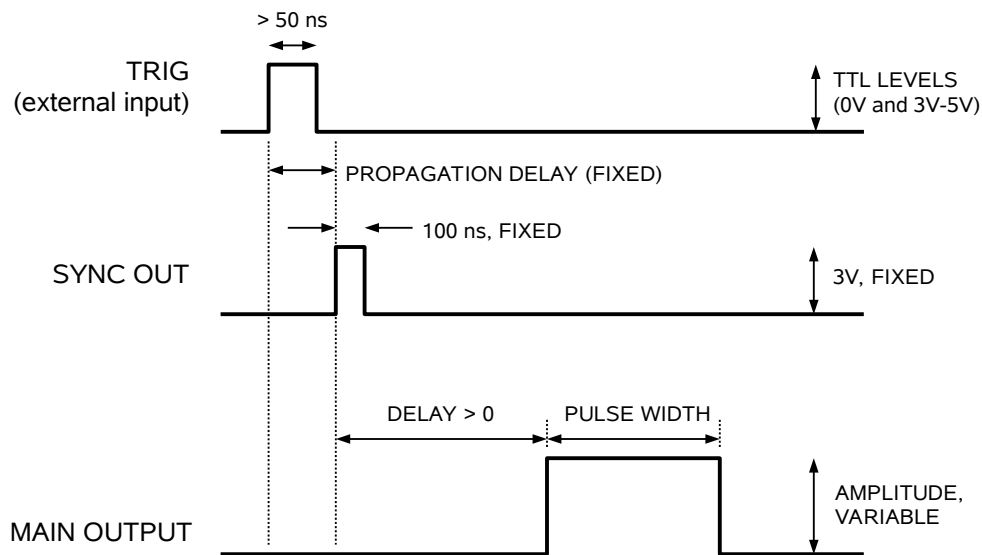 > 50 ns
TRIG
(external input)
TTL LEVELS
(0V and 3V-5V)
PROPAGATION DELAY (FIXED)
100 ns, FIXED
SYNC OUT
3V, FIXED
DELAY > 0
PULSE WIDTH
AMPLITUDE,
VARIABLE
MAIN OUTPUT